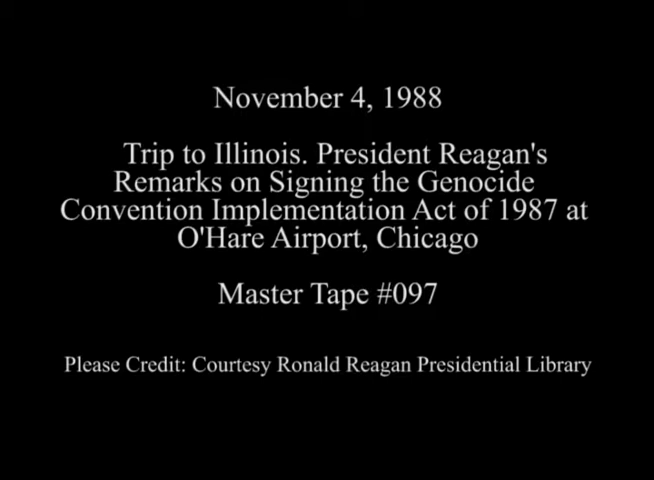 November 4, 1988
Trip to Illinois. President Reagan's
Remarks on Signing the Genocide
Convention Implementation Act of 1987 at
O'Hare Airport, Chicago
Master Tape #097
Please Credit: Courtesy Ronald Reagan Presidential Library